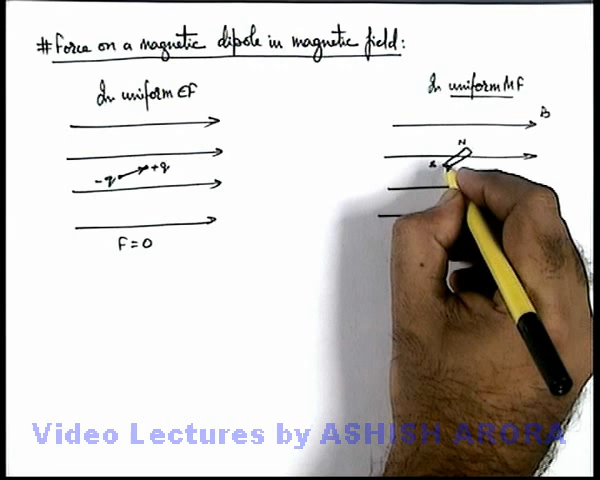 # Force on a magnetic dipole in magnetic field:
In uniform EF
In uniform MF
B
N
S
-q +q
F = 0
Video Lectures by ASHISH ARORA